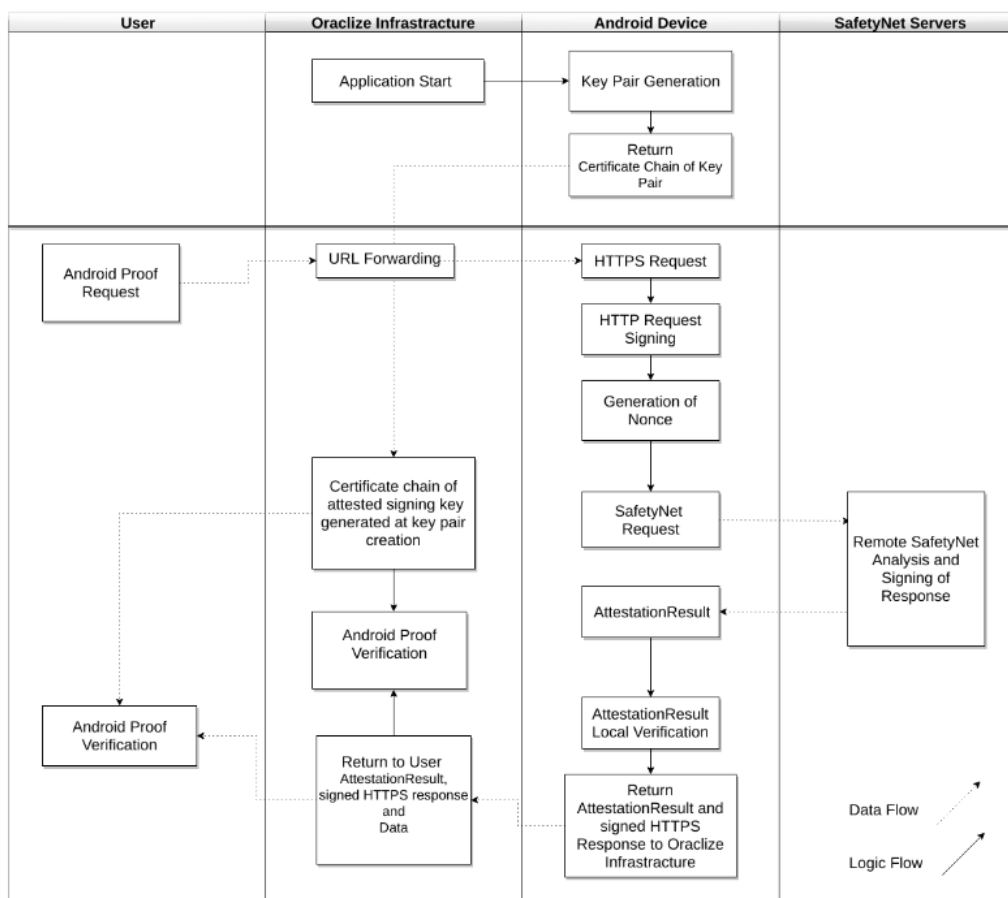 User
Oraclize Infrastracture
Android Device
SafetyNet Servers
Application Start
Key Pair Generation
Return
Certificate Chain of Key
Pair
Android Proof
Request
URL Forwarding
HTTPS Request
HTTP Request
Signing
Generation of
Nonce
Certificate chain of
attested signing key
generated at key pair
creation
SafetyNet
Request
Remote SafetyNet
Analysis and
Signing of
Response
AttestationResult
Android Proof
Verification
Android Proof
Verification
AttestationResult
Local Verification
Return to User
AttestationResult,
signed HTTPS response
and
Data
Return
AttestationResult and
signed HTTPS
Response to Oraclize
Infrastracture
Data Flow
Logic Flow